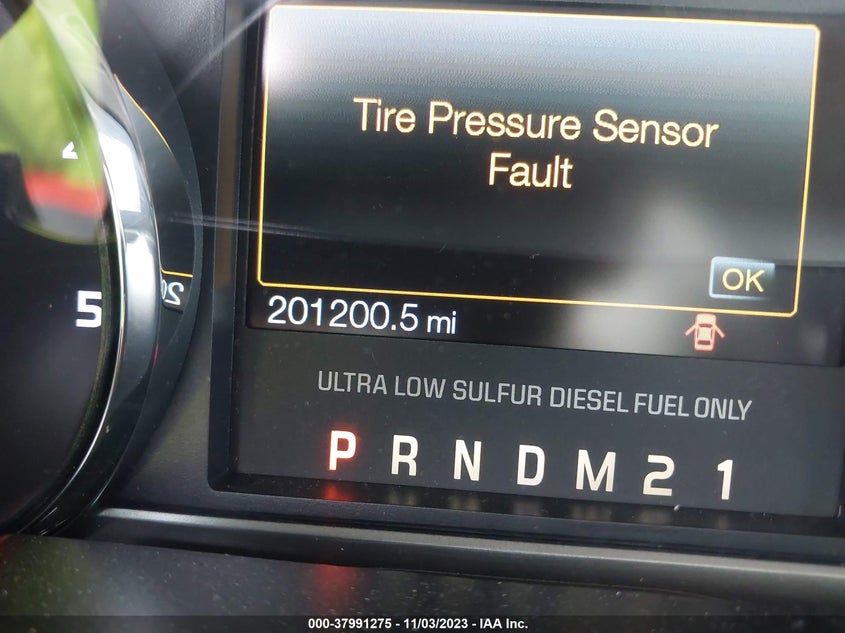 Tire Pressure Sensor
Fault
OK
5
201200.5 mi
ULTRA LOW SULFUR DIESEL FUEL ONLY
P R N D M 2 1
000-37991275 - 11/03/2023 - IAA Inc.